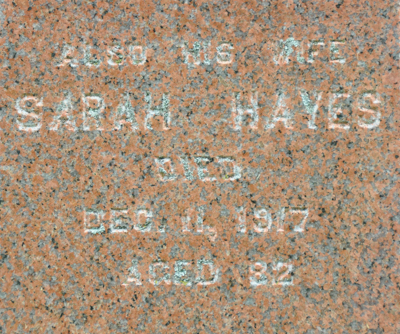 ALSO HIS WIFE
SARAH HAYES
DIED
DEC. 11, 1917
AGED 82